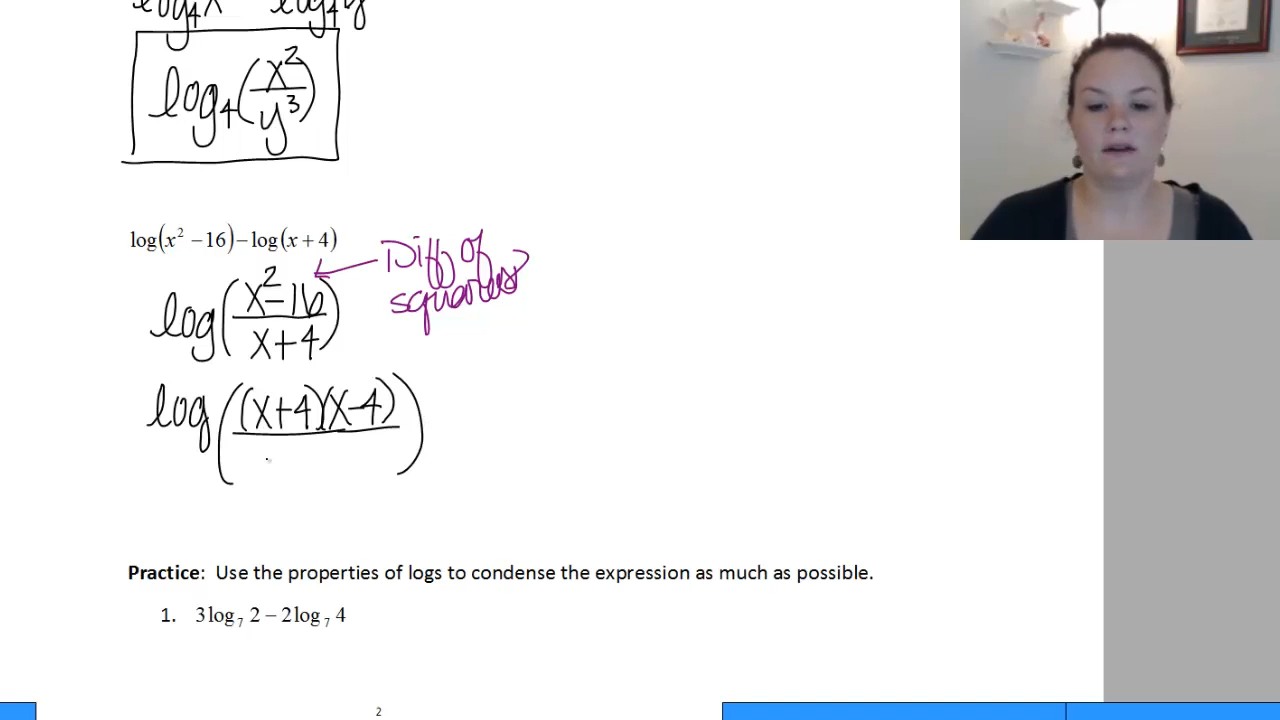 log₄x log₄y
log₄(x²/y³)
log(x² − 16) − log(x + 4)
Diff of
squares
log((x²−16)/(x+4))
log((x+4)(x−4))
Practice: Use the properties of logs to condense the expression as much as possible.
1. 3log₇ 2 − 2log₇ 4
2